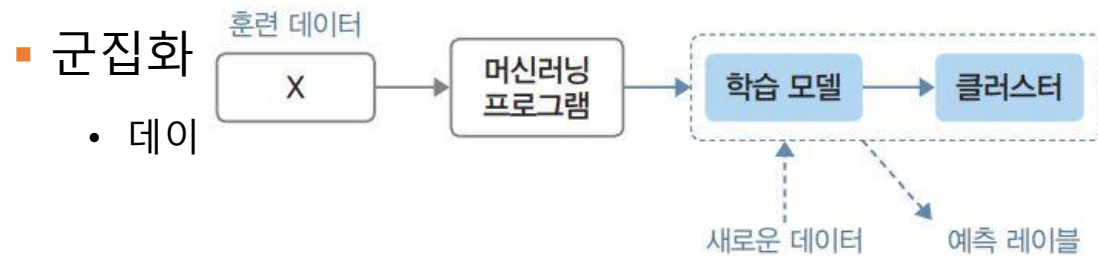 훈련 데이터
▪ 군집화
X
머신러닝
프로그램
학습 모델
클러스터
• 데이
새로운 데이터
예측 레이블